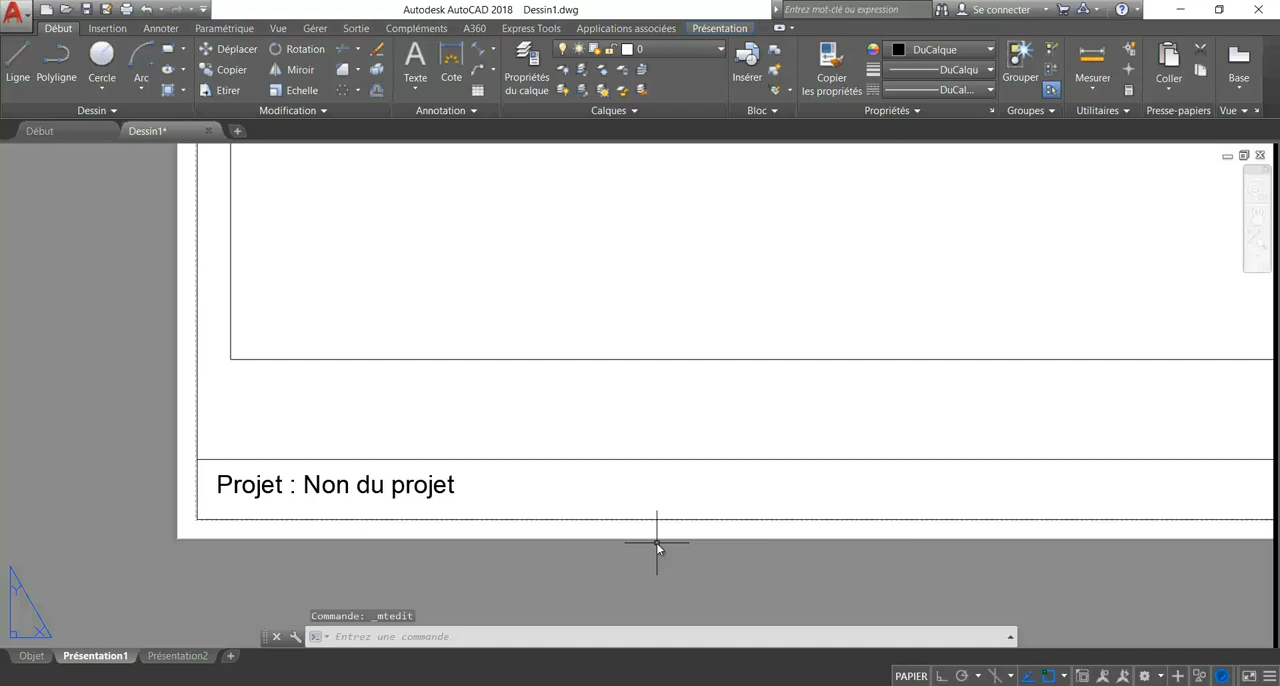 Autodesk AutoCAD 2018 Dessin1.dwg
Entrez mot-clé ou expression
Se connecter
Début Insertion Annoter Paramétrique Vue Gérer Sortie Compléments A360 Express Tools Applications associées Présentation
Ligne Polyligne Cercle Arc
Déplacer Rotation
Copier Miroir
Etirer Echelle
Texte Cote
Propriétés
du calque
0
Insérer
Copier
les propriétés
DuCalque
DuCalqu
DuCal...
Grouper
Mesurer
Coller
Base
Dessin Modification Annotation Calques Bloc Propriétés Groupes Utilitaires Presse-papiers Vue
Début Dessin1*
Projet : Non du projet
Y
X
Commande: _mtedit
Entrez une commande
Objet Présentation1 Présentation2
PAPIER